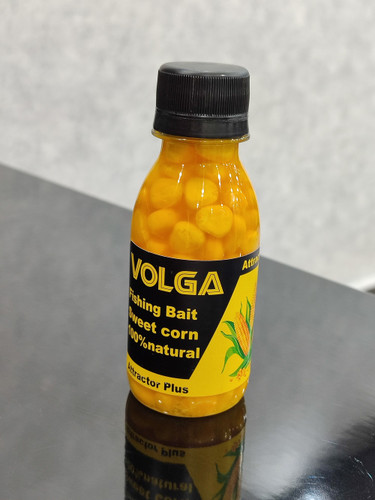 VOLGA
Fishing Bait
Sweet corn
100%natural
Attractor Plus